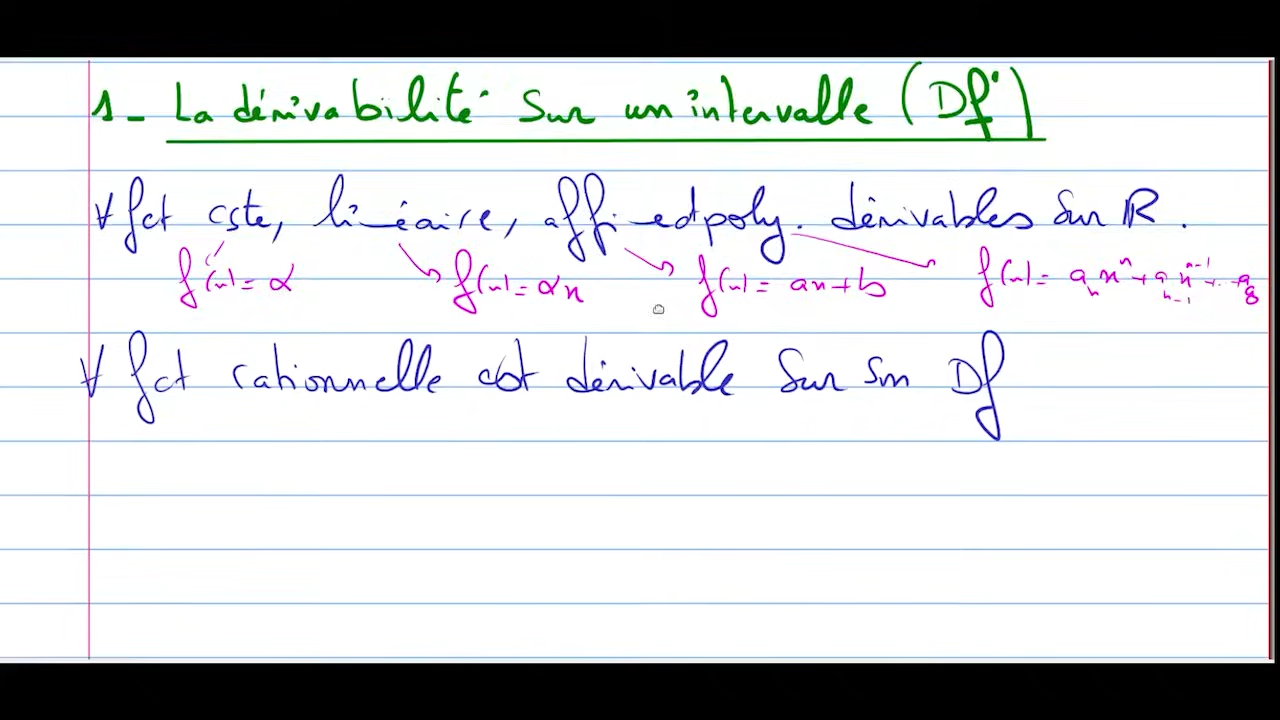 1- La dérivabilité sur un intervalle (Df')
∀ fct cste, linéaire, affine et poly. dérivables sur ℝ.
f(x) = α f(x) = αx f(x) = ax + b f(x) = aₙxⁿ + aₙ₋₁xⁿ⁻¹ + ... + a₀
∀ fct rationnelle est dérivable sur son Df